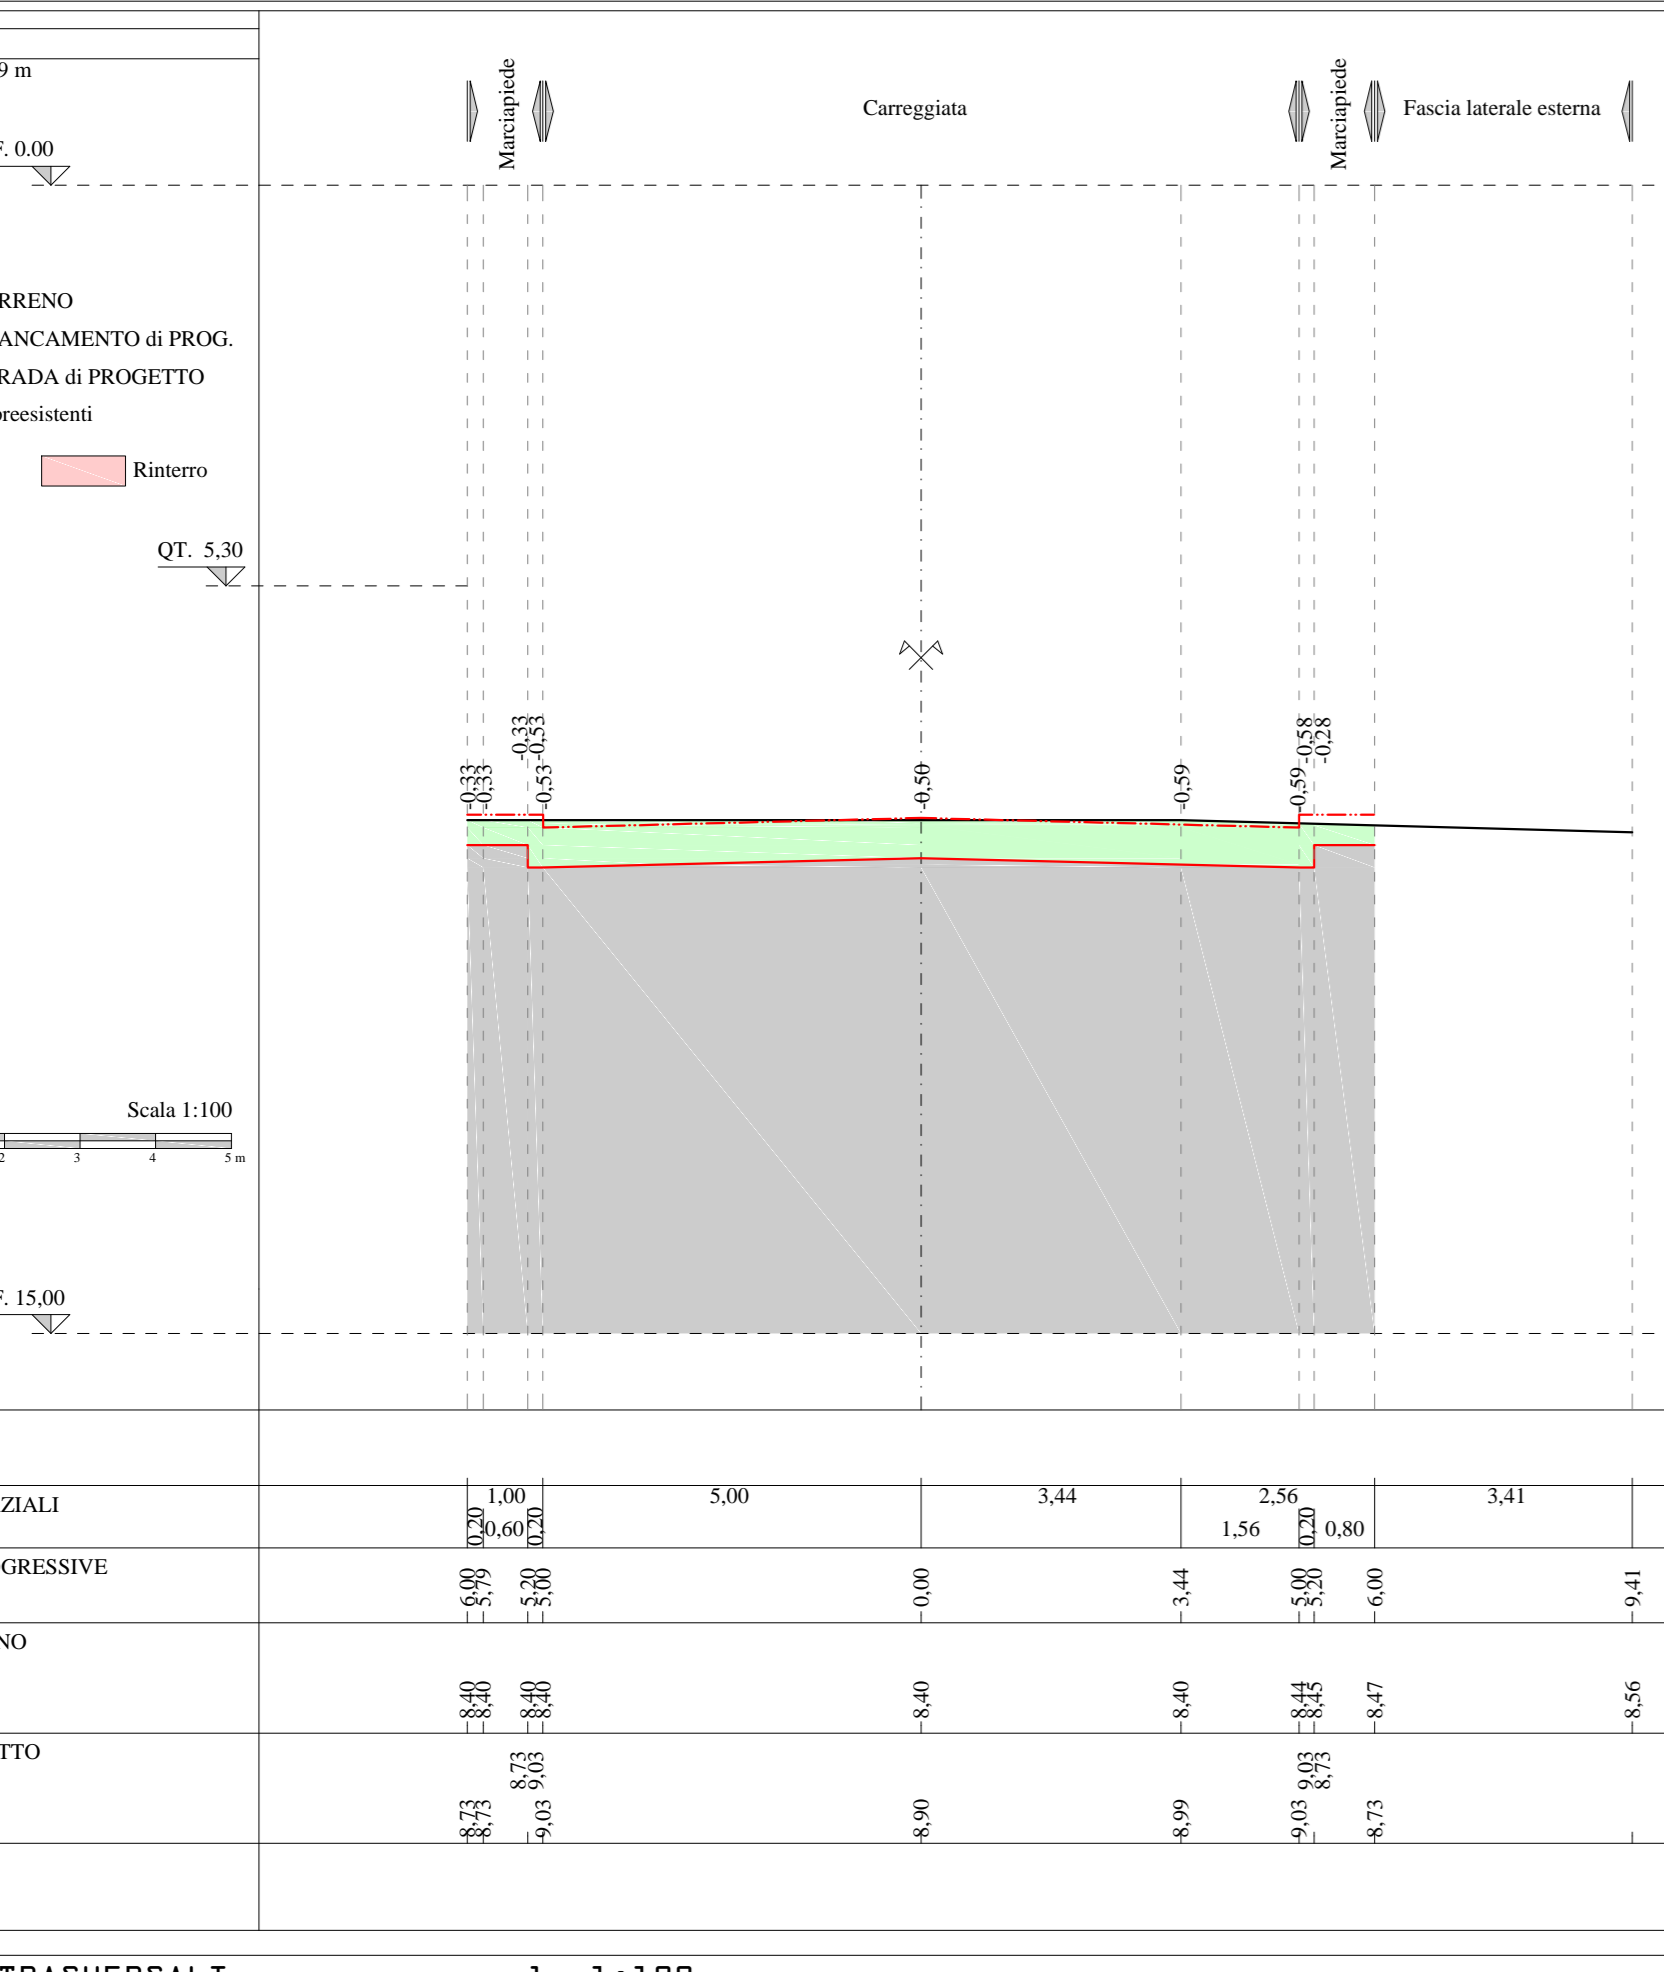 9 m
Marciapiede
Carreggiata
Marciapiede
Fascia laterale esterna
F. 0.00
RRENO
ANCAMENTO di PROG.
RADA di PROGETTO
preesistenti
Rinterro
QT. 5,30
-0,33
-0,33
-0,33
-0,53
-0,53
-0,50
-0,59
-0,59
-0,58
-0,28
Scala 1:100
2 3 4 5 m
F. 15,00
ZIALI
1,00 5,00 3,44 2,56 3,41
0,20 0,60 0,20 1,56 0,20 0,80
GRESSIVE
6,00 5,79 5,20 5,00 0,00 3,44 5,00 5,20 6,00 9,41
NO
8,40 8,40 8,40 8,40 8,40 8,40 8,44 8,45 8,47 8,56
TTO
8,73 9,03 9,03 8,73
8,73 8,73 9,03 8,90 8,99 9,03 8,73